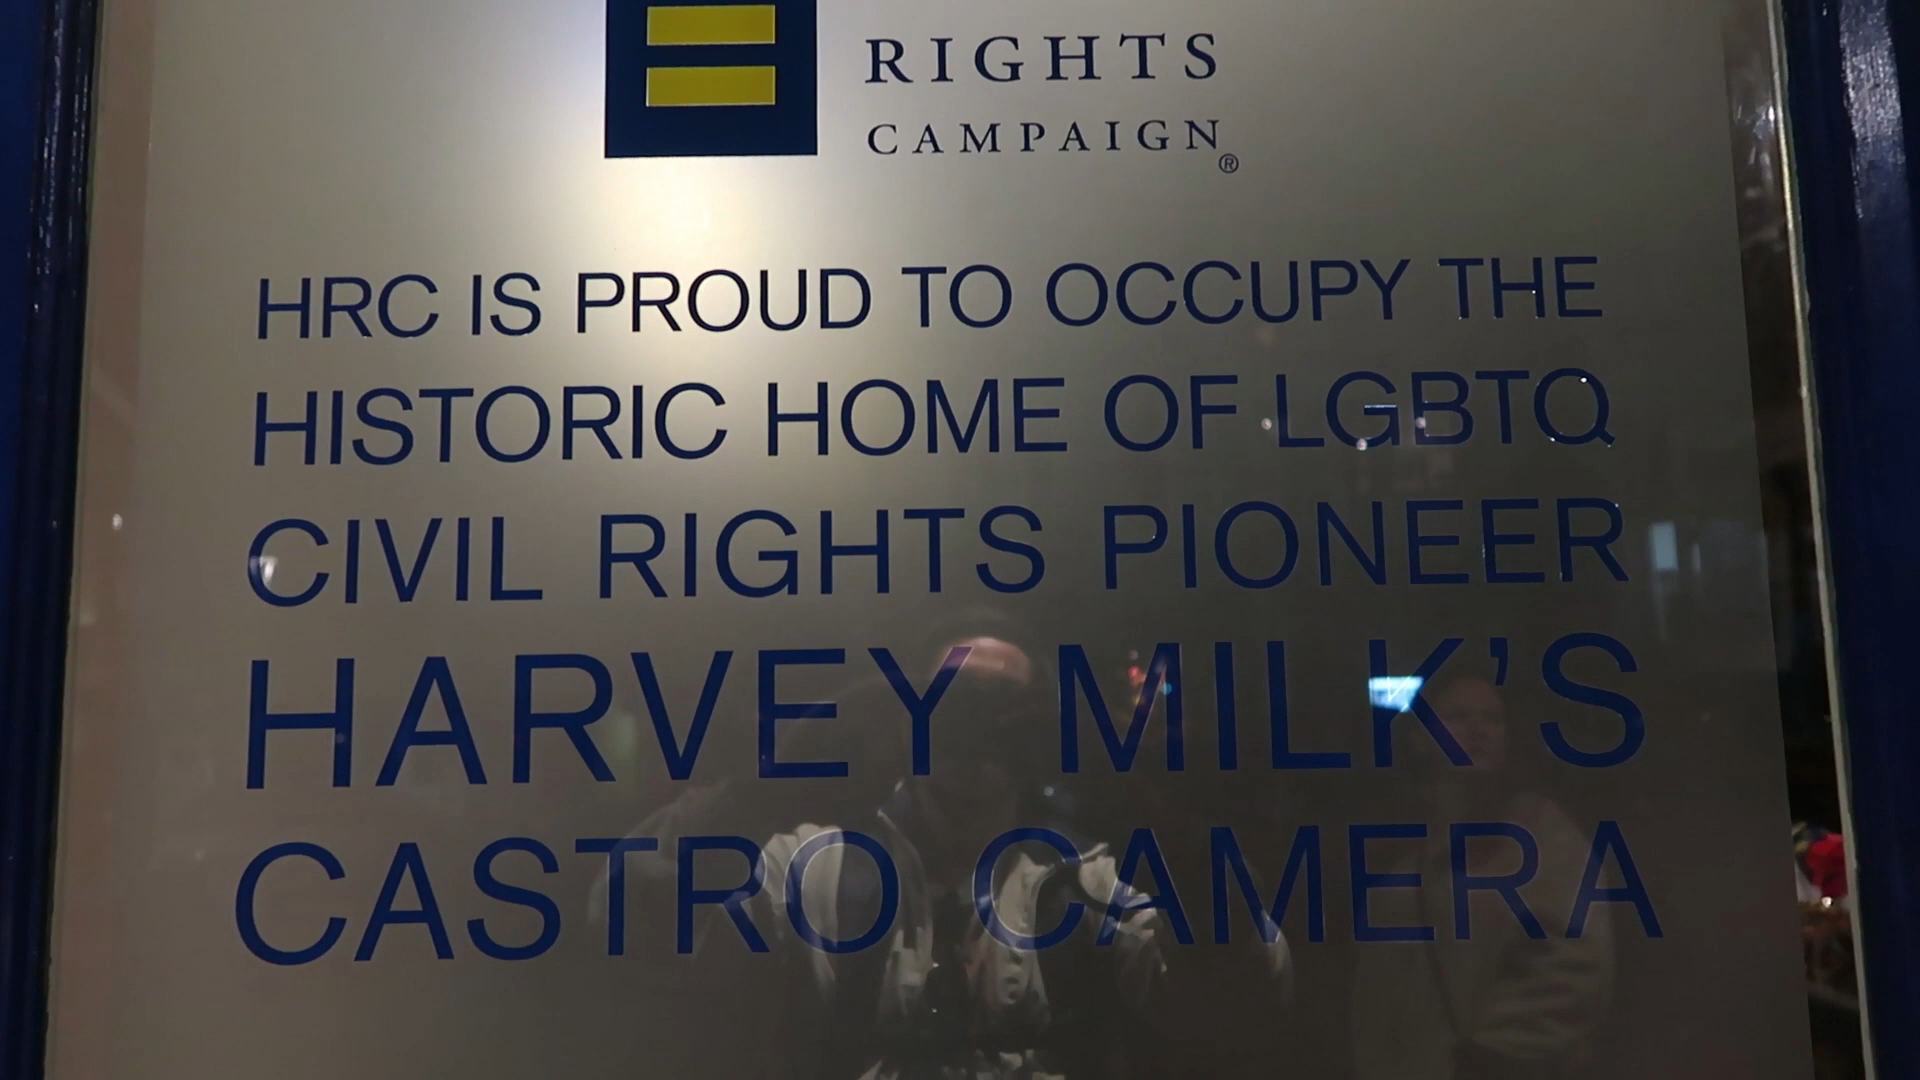 RIGHTS
CAMPAIGN®
HRC IS PROUD TO OCCUPY THE
HISTORIC HOME OF LGBTQ
CIVIL RIGHTS PIONEER
HARVEY MILK’S
CASTRO CAMERA